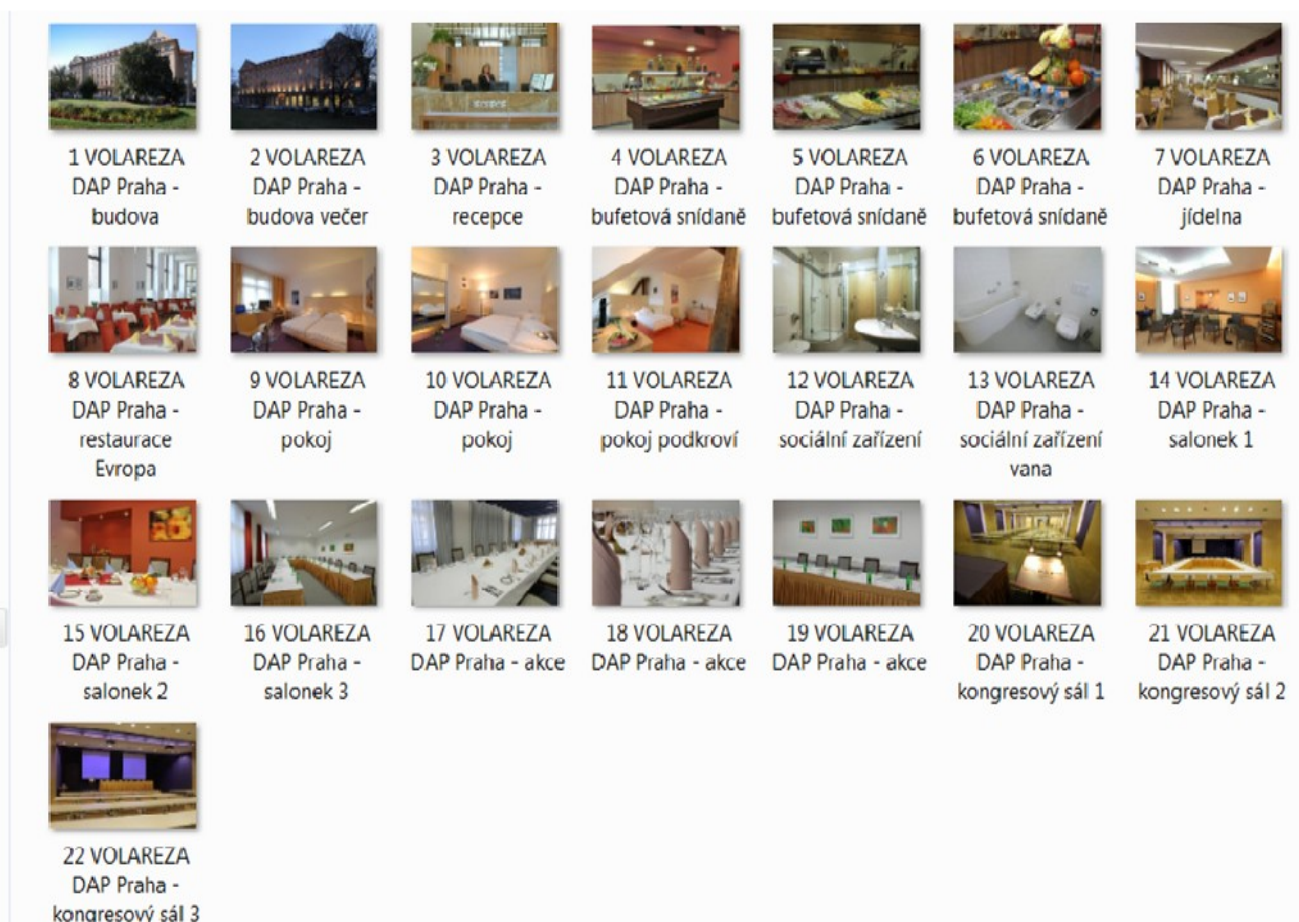 1 VOLAREZA
DAP Praha -
budova
2 VOLAREZA
DAP Praha -
budova večer
3 VOLAREZA
DAP Praha -
recepce
4 VOLAREZA
DAP Praha -
bufetová snídaně
5 VOLAREZA
DAP Praha -
bufetová snídaně
6 VOLAREZA
DAP Praha -
bufetová snídaně
7 VOLAREZA
DAP Praha -
jídelna
8 VOLAREZA
DAP Praha -
restaurace
Evropa
9 VOLAREZA
DAP Praha -
pokoj
10 VOLAREZA
DAP Praha -
pokoj
11 VOLAREZA
DAP Praha -
pokoj podkroví
12 VOLAREZA
DAP Praha -
sociální zařízení
13 VOLAREZA
DAP Praha -
sociální zařízení
vana
14 VOLAREZA
DAP Praha -
salonek 1
15 VOLAREZA
DAP Praha -
salonek 2
16 VOLAREZA
DAP Praha -
salonek 3
17 VOLAREZA
DAP Praha - akce
18 VOLAREZA
DAP Praha - akce
19 VOLAREZA
DAP Praha - akce
20 VOLAREZA
DAP Praha -
kongresový sál 1
21 VOLAREZA
DAP Praha -
kongresový sál 2
22 VOLAREZA
DAP Praha -
kongresový sál 3